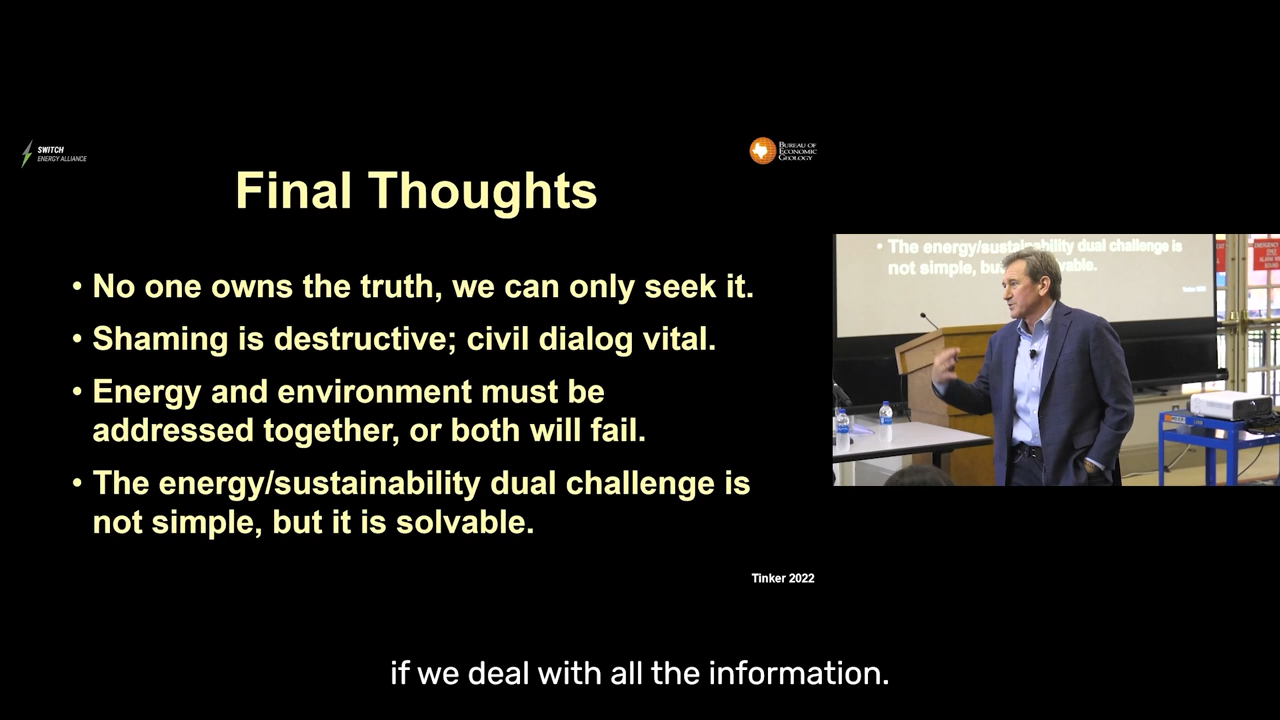 SWITCH
ENERGY ALLIANCE
BUREAU OF
ECONOMIC
GEOLOGY
Final Thoughts
• No one owns the truth, we can only seek it.
• Shaming is destructive; civil dialog vital.
• Energy and environment must be
addressed together, or both will fail.
• The energy/sustainability dual challenge is
not simple, but it is solvable.
Tinker 2022
• The energy/sustainability dual challenge is
not simple, but
EMERGENCY
if we deal with all the information.